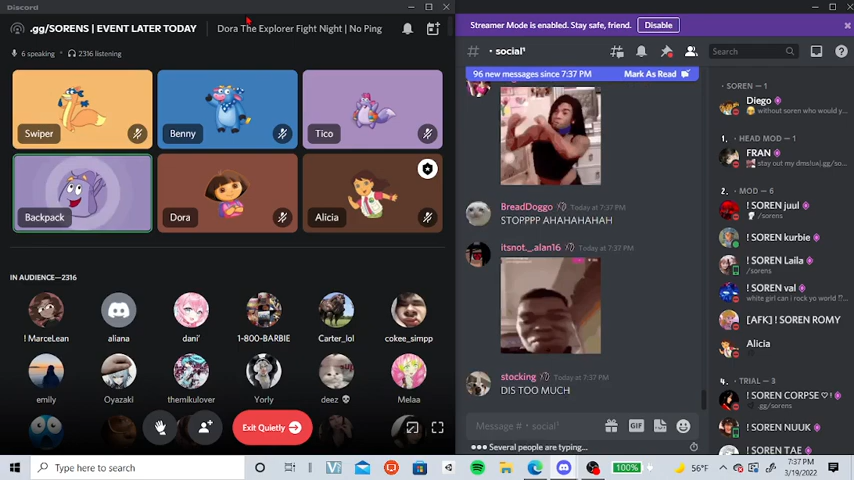 Discord
.gg/SORENS | EVENT LATER TODAY
Dora The Explorer Fight Night | No Ping
6 speaking
2316 listening
Swiper
Benny
Tico
Backpack
Dora
Alicia
IN AUDIENCE—2316
! MarceLean
aliana
dani'
1-800-BARBIE
Carter_lol
cokee_simpp
emily
Oyazaki
themikulover
Yorly
deez 💀
Melaa
Exit Quietly
Streamer Mode is enabled. Stay safe, friend.
Disable
# • social¹
Search
96 new messages since 7:37 PM
Mark As Read
BreadDoggo
Today at 7:37 PM
STOPPPP AHAHAHAHAH
itsnot._.alan16
Today at 7:37 PM
stocking
Today at 7:37 PM
DIS TOO MUCH
Message # • social¹
GIF
Several people are typing...
SOREN — 1
Diego
without soren who would y...
1. HEAD MOD — 1
FRAN
stay out my dms!
2. MOD — 6
! SOREN juul
/sorens
! SOREN kurbie
! SOREN Laila
/sorens
! SOREN val
white girl can i rock yo world ??
[AFK] ! SOREN ROMY
Alicia
4. TRIAL — 3
! SOREN CORPSE ♡ !
.gg/sorens
! SOREN NUUK
! SOREN TAE
Type here to search
100%
56°F
7:37 PM
3/19/2022